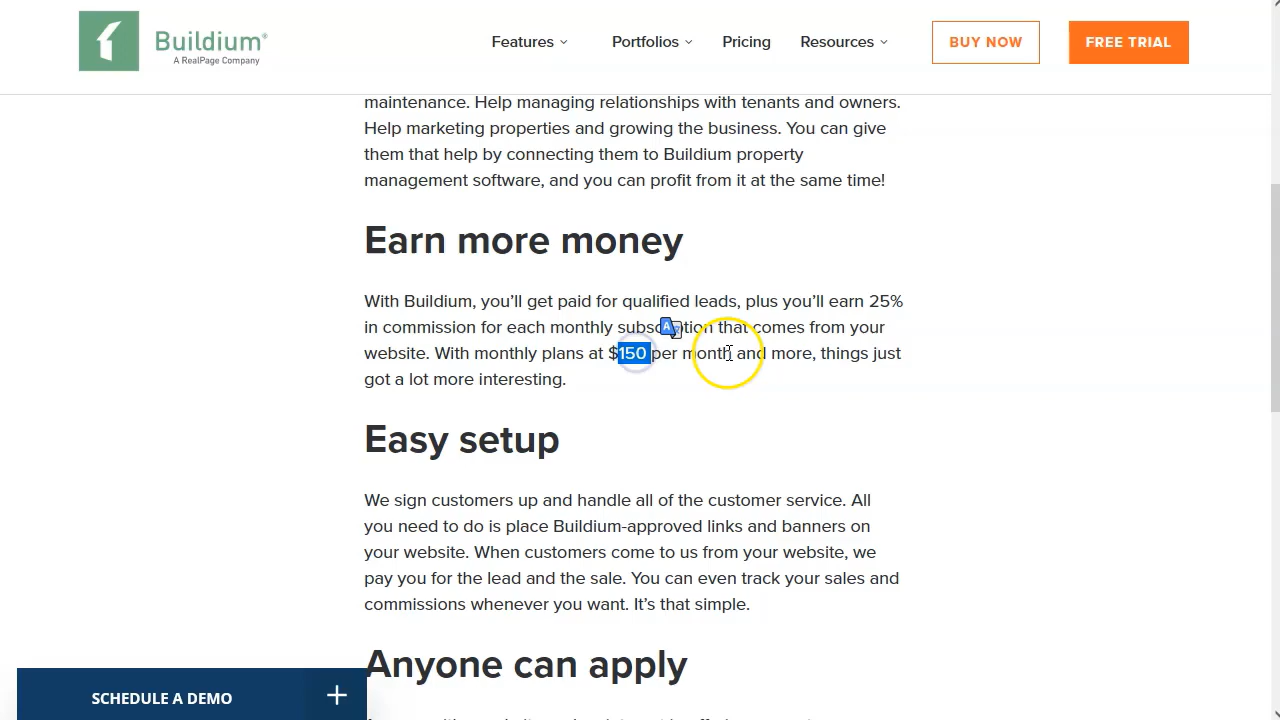 Buildium®
A RealPage Company
Features
Portfolios
Pricing
Resources
BUY NOW
FREE TRIAL
maintenance. Help managing relationships with tenants and owners.
Help marketing properties and growing the business. You can give
them that help by connecting them to Buildium property
management software, and you can profit from it at the same time!
Earn more money
With Buildium, you’ll get paid for qualified leads, plus you’ll earn 25%
in commission for each monthly subscription that comes from your
website. With monthly plans at $150 per month and more, things just
got a lot more interesting.
Easy setup
We sign customers up and handle all of the customer service. All
you need to do is place Buildium-approved links and banners on
your website. When customers come to us from your website, we
pay you for the lead and the sale. You can even track your sales and
commissions whenever you want. It’s that simple.
Anyone can apply
SCHEDULE A DEMO +